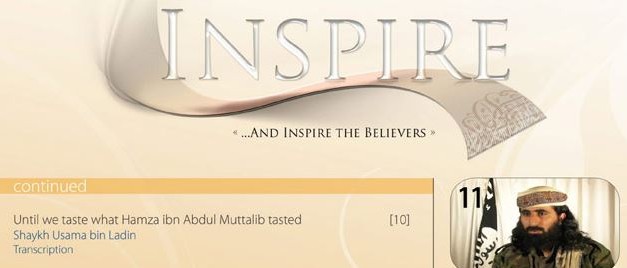 INSPIRE
« ...AND INSPIRE THE BELIEVERS »
continued
Until we taste what Hamza ibn Abdul Muttalib tasted [10]
Shaykh Usama bin Ladin
Transcription
11